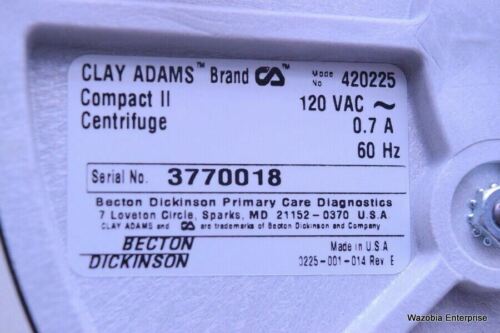 CLAY ADAMS™ Brand CA™ Mode No 420225
Compact II 120 VAC ~
Centrifuge 0.7 A
60 Hz
Serial No. 3770018
Becton Dickinson Primary Care Diagnostics
7 Loveton Circle, Sparks, MD 21152-0370 U.S.A.
CLAY ADAMS and CA are trademarks of Becton Dickinson and Company
BECTON
DICKINSON
Made in U.S.A
0225-001-014 Rev E
Wazobia Enterprise